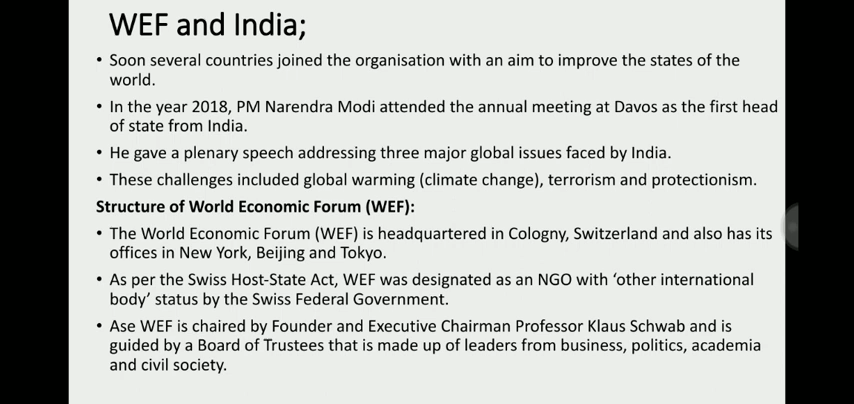 WEF and India;
• Soon several countries joined the organisation with an aim to improve the states of the
world.
• In the year 2018, PM Narendra Modi attended the annual meeting at Davos as the first head
of state from India.
• He gave a plenary speech addressing three major global issues faced by India.
• These challenges included global warming (climate change), terrorism and protectionism.
Structure of World Economic Forum (WEF):
• The World Economic Forum (WEF) is headquartered in Cologny, Switzerland and also has its
offices in New York, Beijing and Tokyo.
• As per the Swiss Host-State Act, WEF was designated as an NGO with ‘other international
body’ status by the Swiss Federal Government.
• Ase WEF is chaired by Founder and Executive Chairman Professor Klaus Schwab and is
guided by a Board of Trustees that is made up of leaders from business, politics, academia
and civil society.